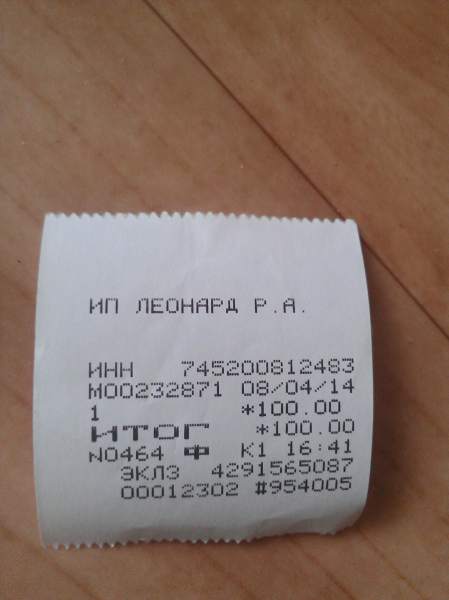 ИП ЛЕОНАРД Р.А.
ИНН 745200812483
М00232871 08/04/14
1 *100.00
ИТОГ *100.00
N0464 Ф К1 16:41
ЭКЛЗ 4291565087
00012302 #954005